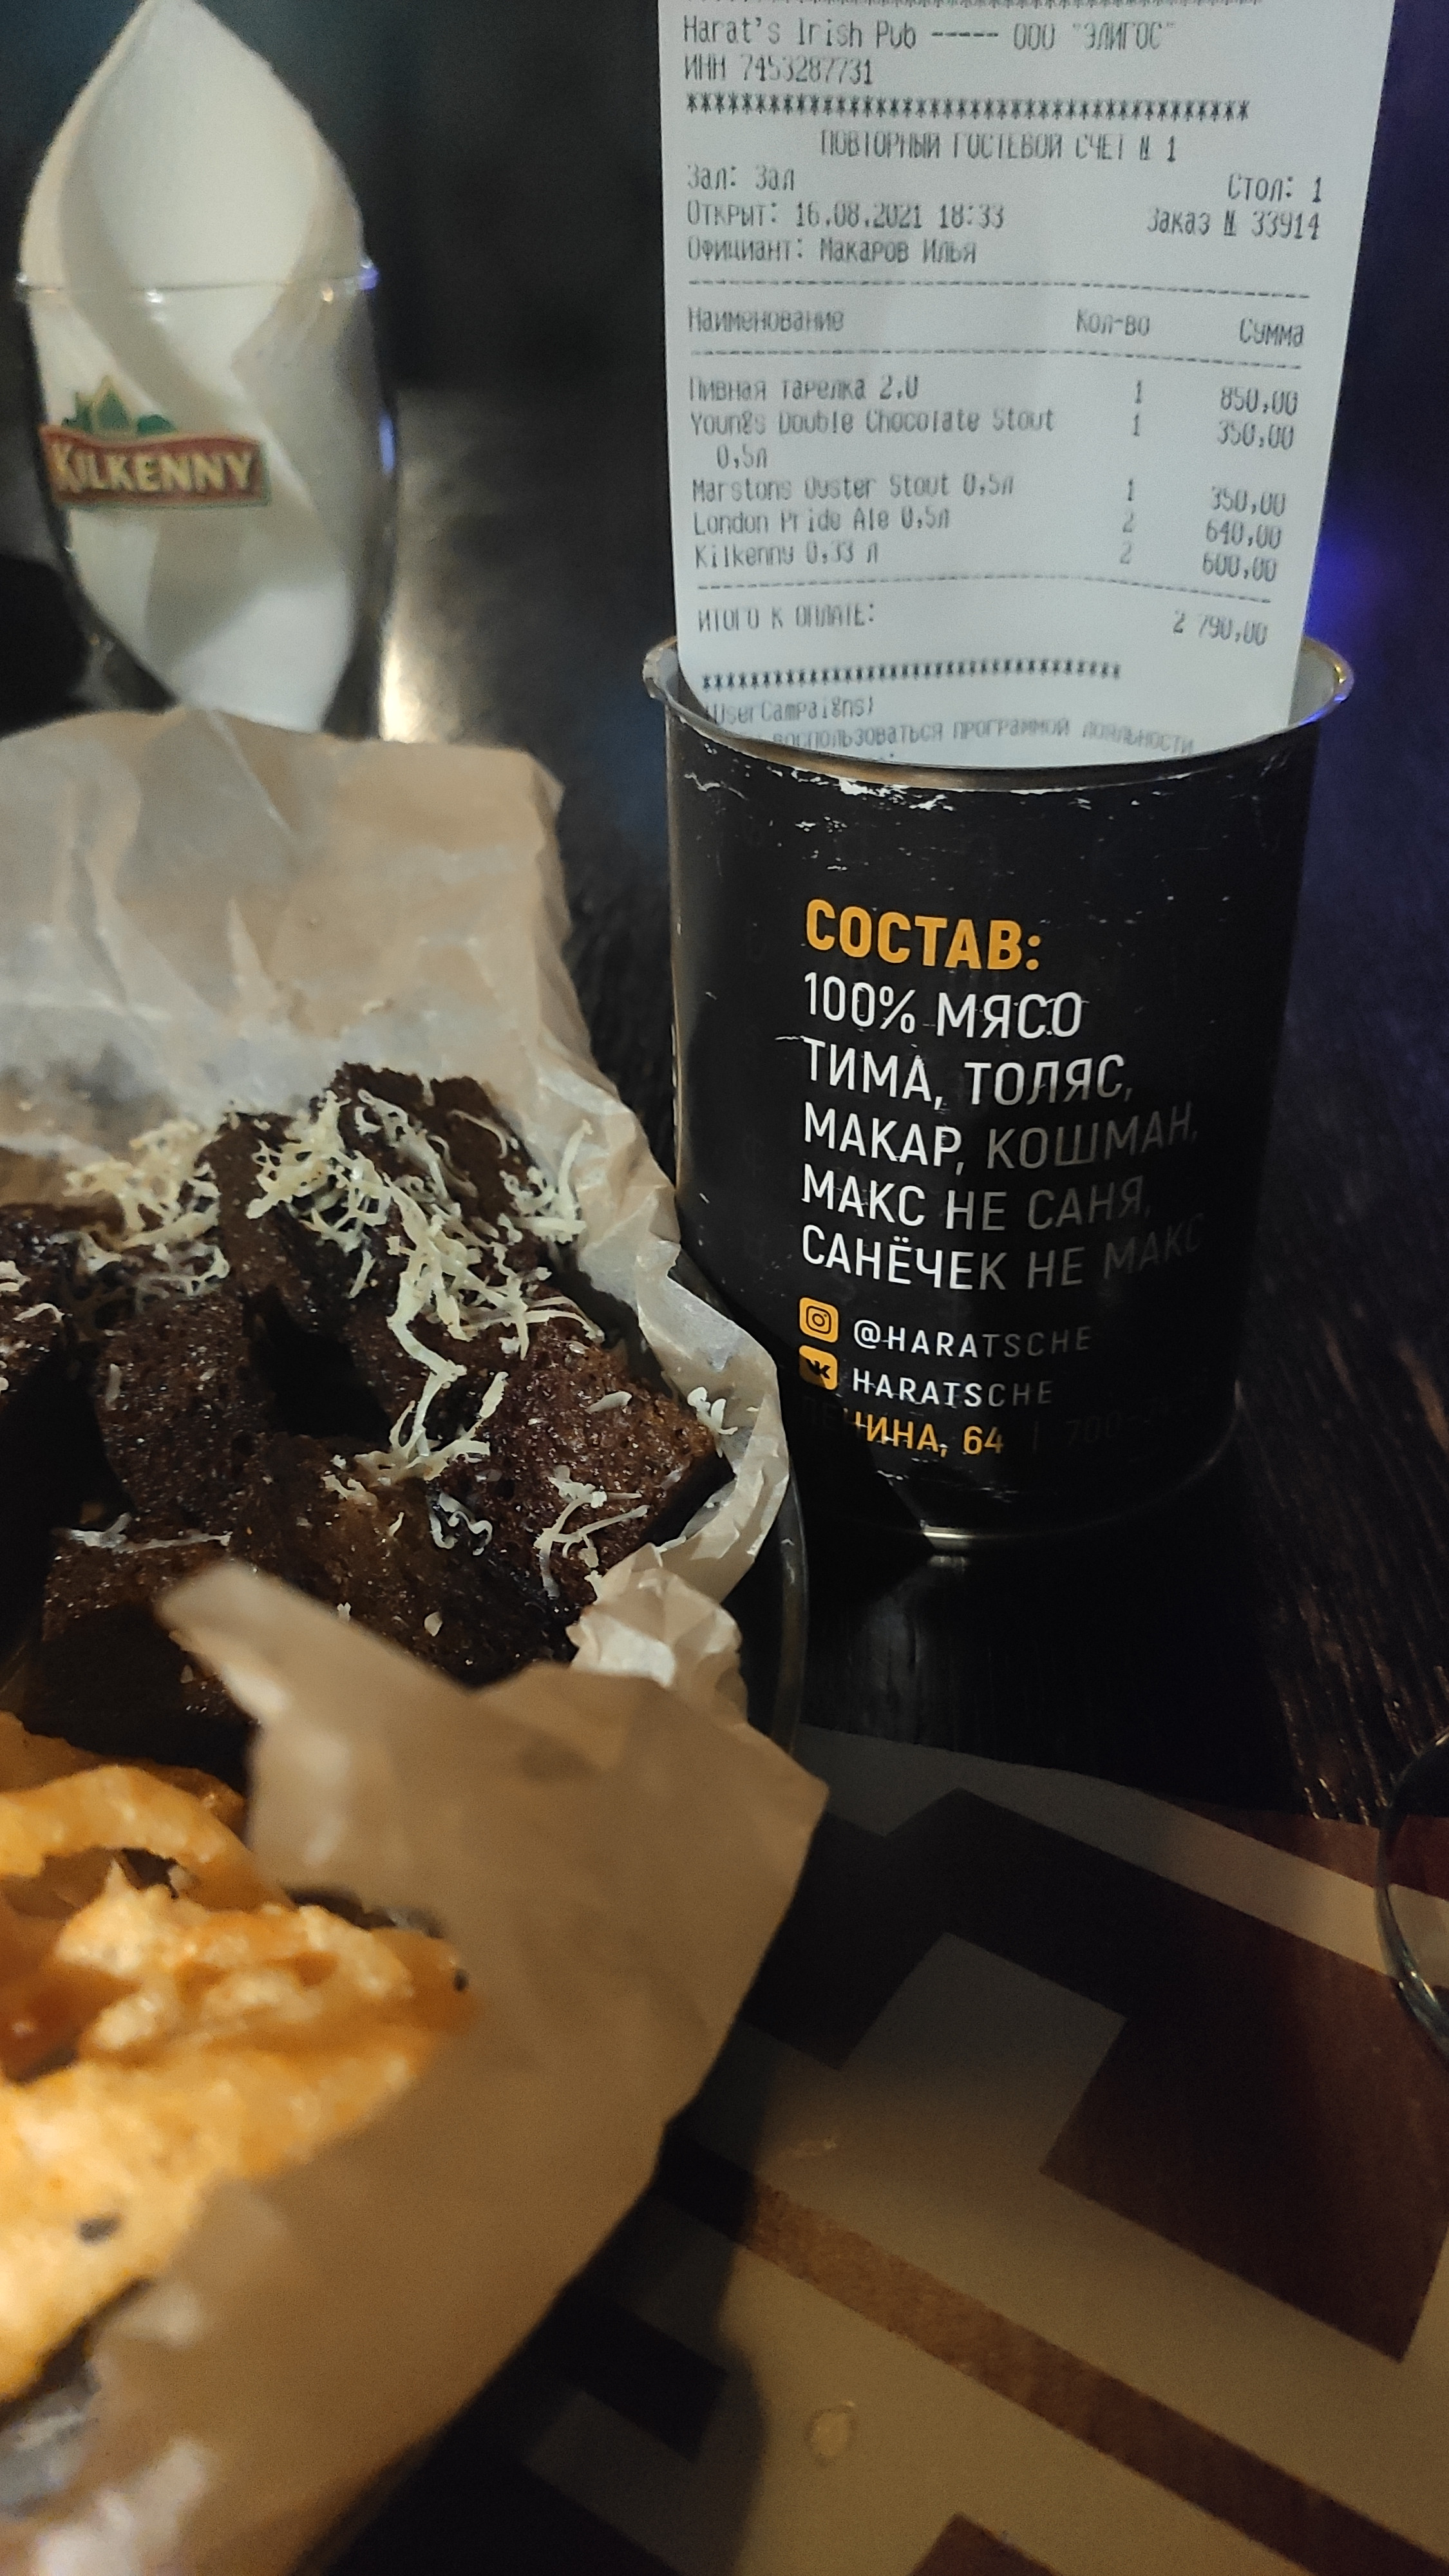 Harat's Irish Pub ----- ООО "ЭЛИГОС"
ИНН 7453287731
*****************************************
ПОВТОРНЫЙ ГОСТЕВОЙ СЧЕТ № 1
Зал: Зал Стол: 1
Открыт: 16.08.2021 18:33 Заказ № 33914
Официант: Макаров Илья
Наименование Кол-во Сумма
Пивная тарелка 2.0 1 850,00
Youngs Double Chocolate Stout 1 350,00
0,5л
Marstons Oyster Stout 0,5л 1 350,00
London Pride Ale 0,5л 2 640,00
Kilkenny 0,33 л 2 600,00
ИТОГО К ОПЛАТЕ: 2 790,00
***********************************
UserCampaigns)
воспользоваться программой лояльности
KILKENNY
СОСТАВ:
100% МЯСО
ТИМА, ТОЛЯС,
МАКАР, КОШМАН,
МАКС НЕ САНЯ,
САНЁЧЕК НЕ МАКС
@HARATSCHE
HARATSCHE
ЛЕНИНА, 64 | 700-